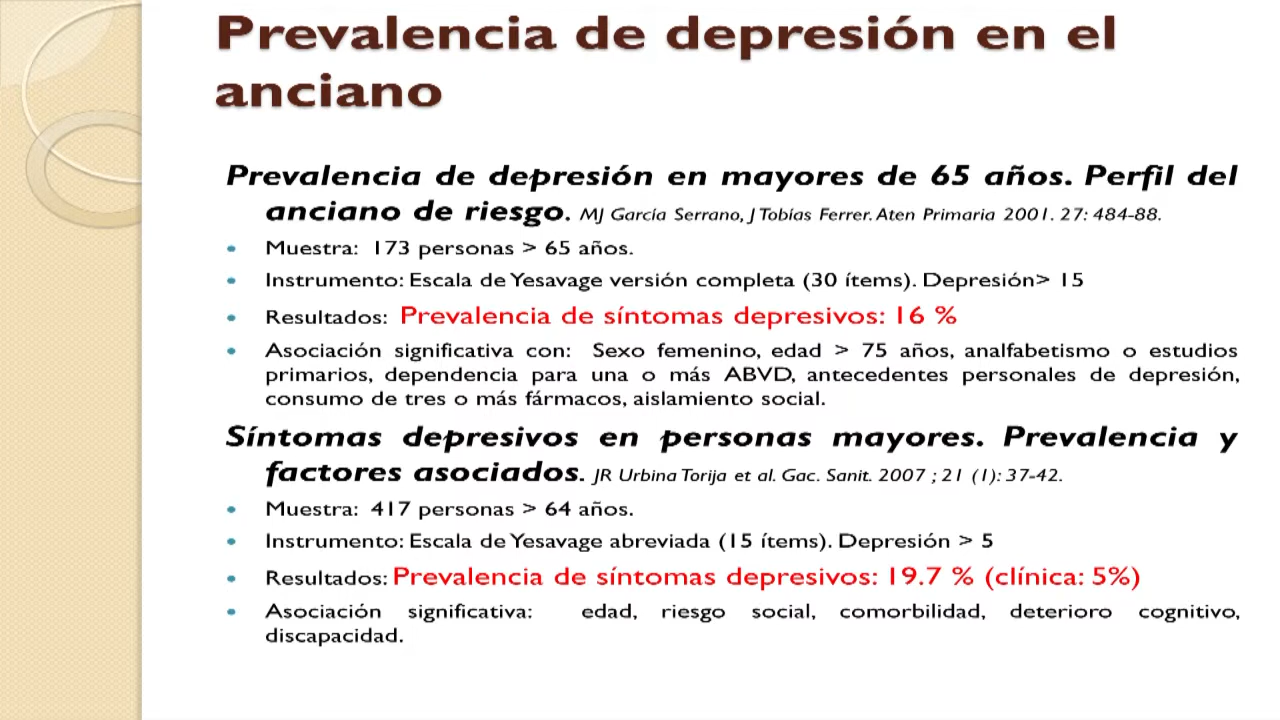 Prevalencia de depresión en el
anciano
Prevalencia de depresión en mayores de 65 años. Perfil del
anciano de riesgo. MJ García Serrano, J Tobías Ferrer. Aten Primaria 2001. 27: 484-88.
• Muestra: 173 personas > 65 años.
• Instrumento: Escala de Yesavage versión completa (30 ítems). Depresión> 15
• Resultados: Prevalencia de síntomas depresivos: 16 %
• Asociación significativa con: Sexo femenino, edad > 75 años, analfabetismo o estudios
primarios, dependencia para una o más ABVD, antecedentes personales de depresión,
consumo de tres o más fármacos, aislamiento social.
Síntomas depresivos en personas mayores. Prevalencia y
factores asociados. JR Urbina Torija et al. Gac. Sanit. 2007 ; 21 (1): 37-42.
• Muestra: 417 personas > 64 años.
• Instrumento: Escala de Yesavage abreviada (15 ítems). Depresión > 5
• Resultados: Prevalencia de síntomas depresivos: 19.7 % (clínica: 5%)
• Asociación significativa: edad, riesgo social, comorbilidad, deterioro cognitivo,
discapacidad.